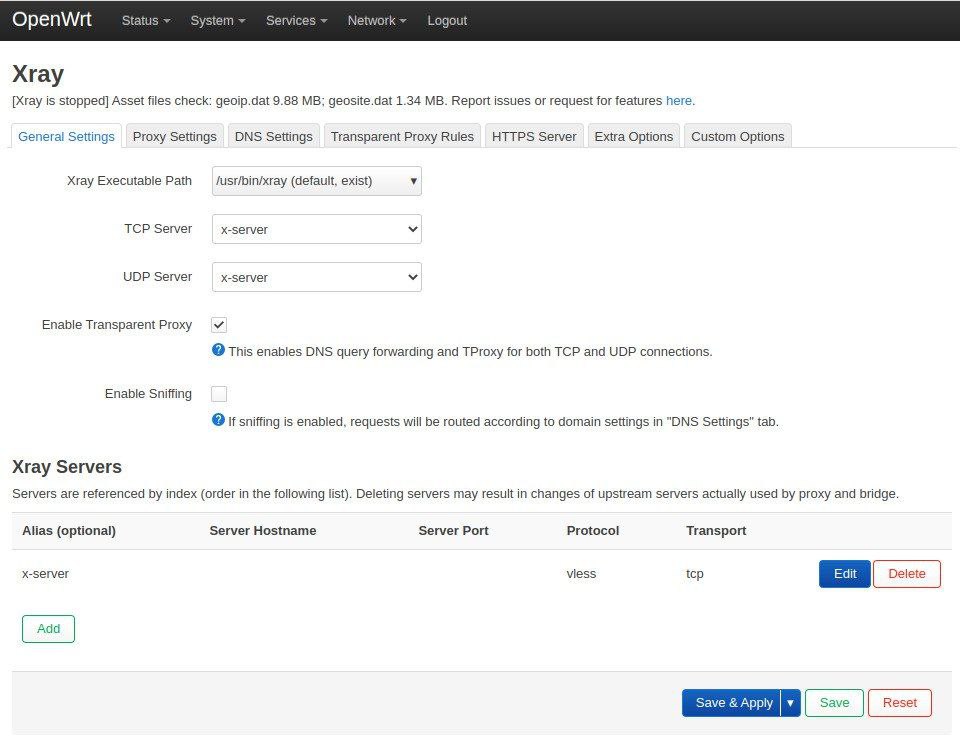 OpenWrt Status System Services Network Logout
Xray
[Xray is stopped] Asset files check: geoip.dat 9.88 MB; geosite.dat 1.34 MB. Report issues or request for features here.
General Settings Proxy Settings DNS Settings Transparent Proxy Rules HTTPS Server Extra Options Custom Options
Xray Executable Path /usr/bin/xray (default, exist)
TCP Server x-server
UDP Server x-server
Enable Transparent Proxy
This enables DNS query forwarding and TProxy for both TCP and UDP connections.
Enable Sniffing
If sniffing is enabled, requests will be routed according to domain settings in "DNS Settings" tab.
Xray Servers
Servers are referenced by index (order in the following list). Deleting servers may result in changes of upstream servers actually used by proxy and bridge.
Alias (optional) Server Hostname Server Port Protocol Transport
x-server vless tcp Edit Delete
Add
Save & Apply Save Reset